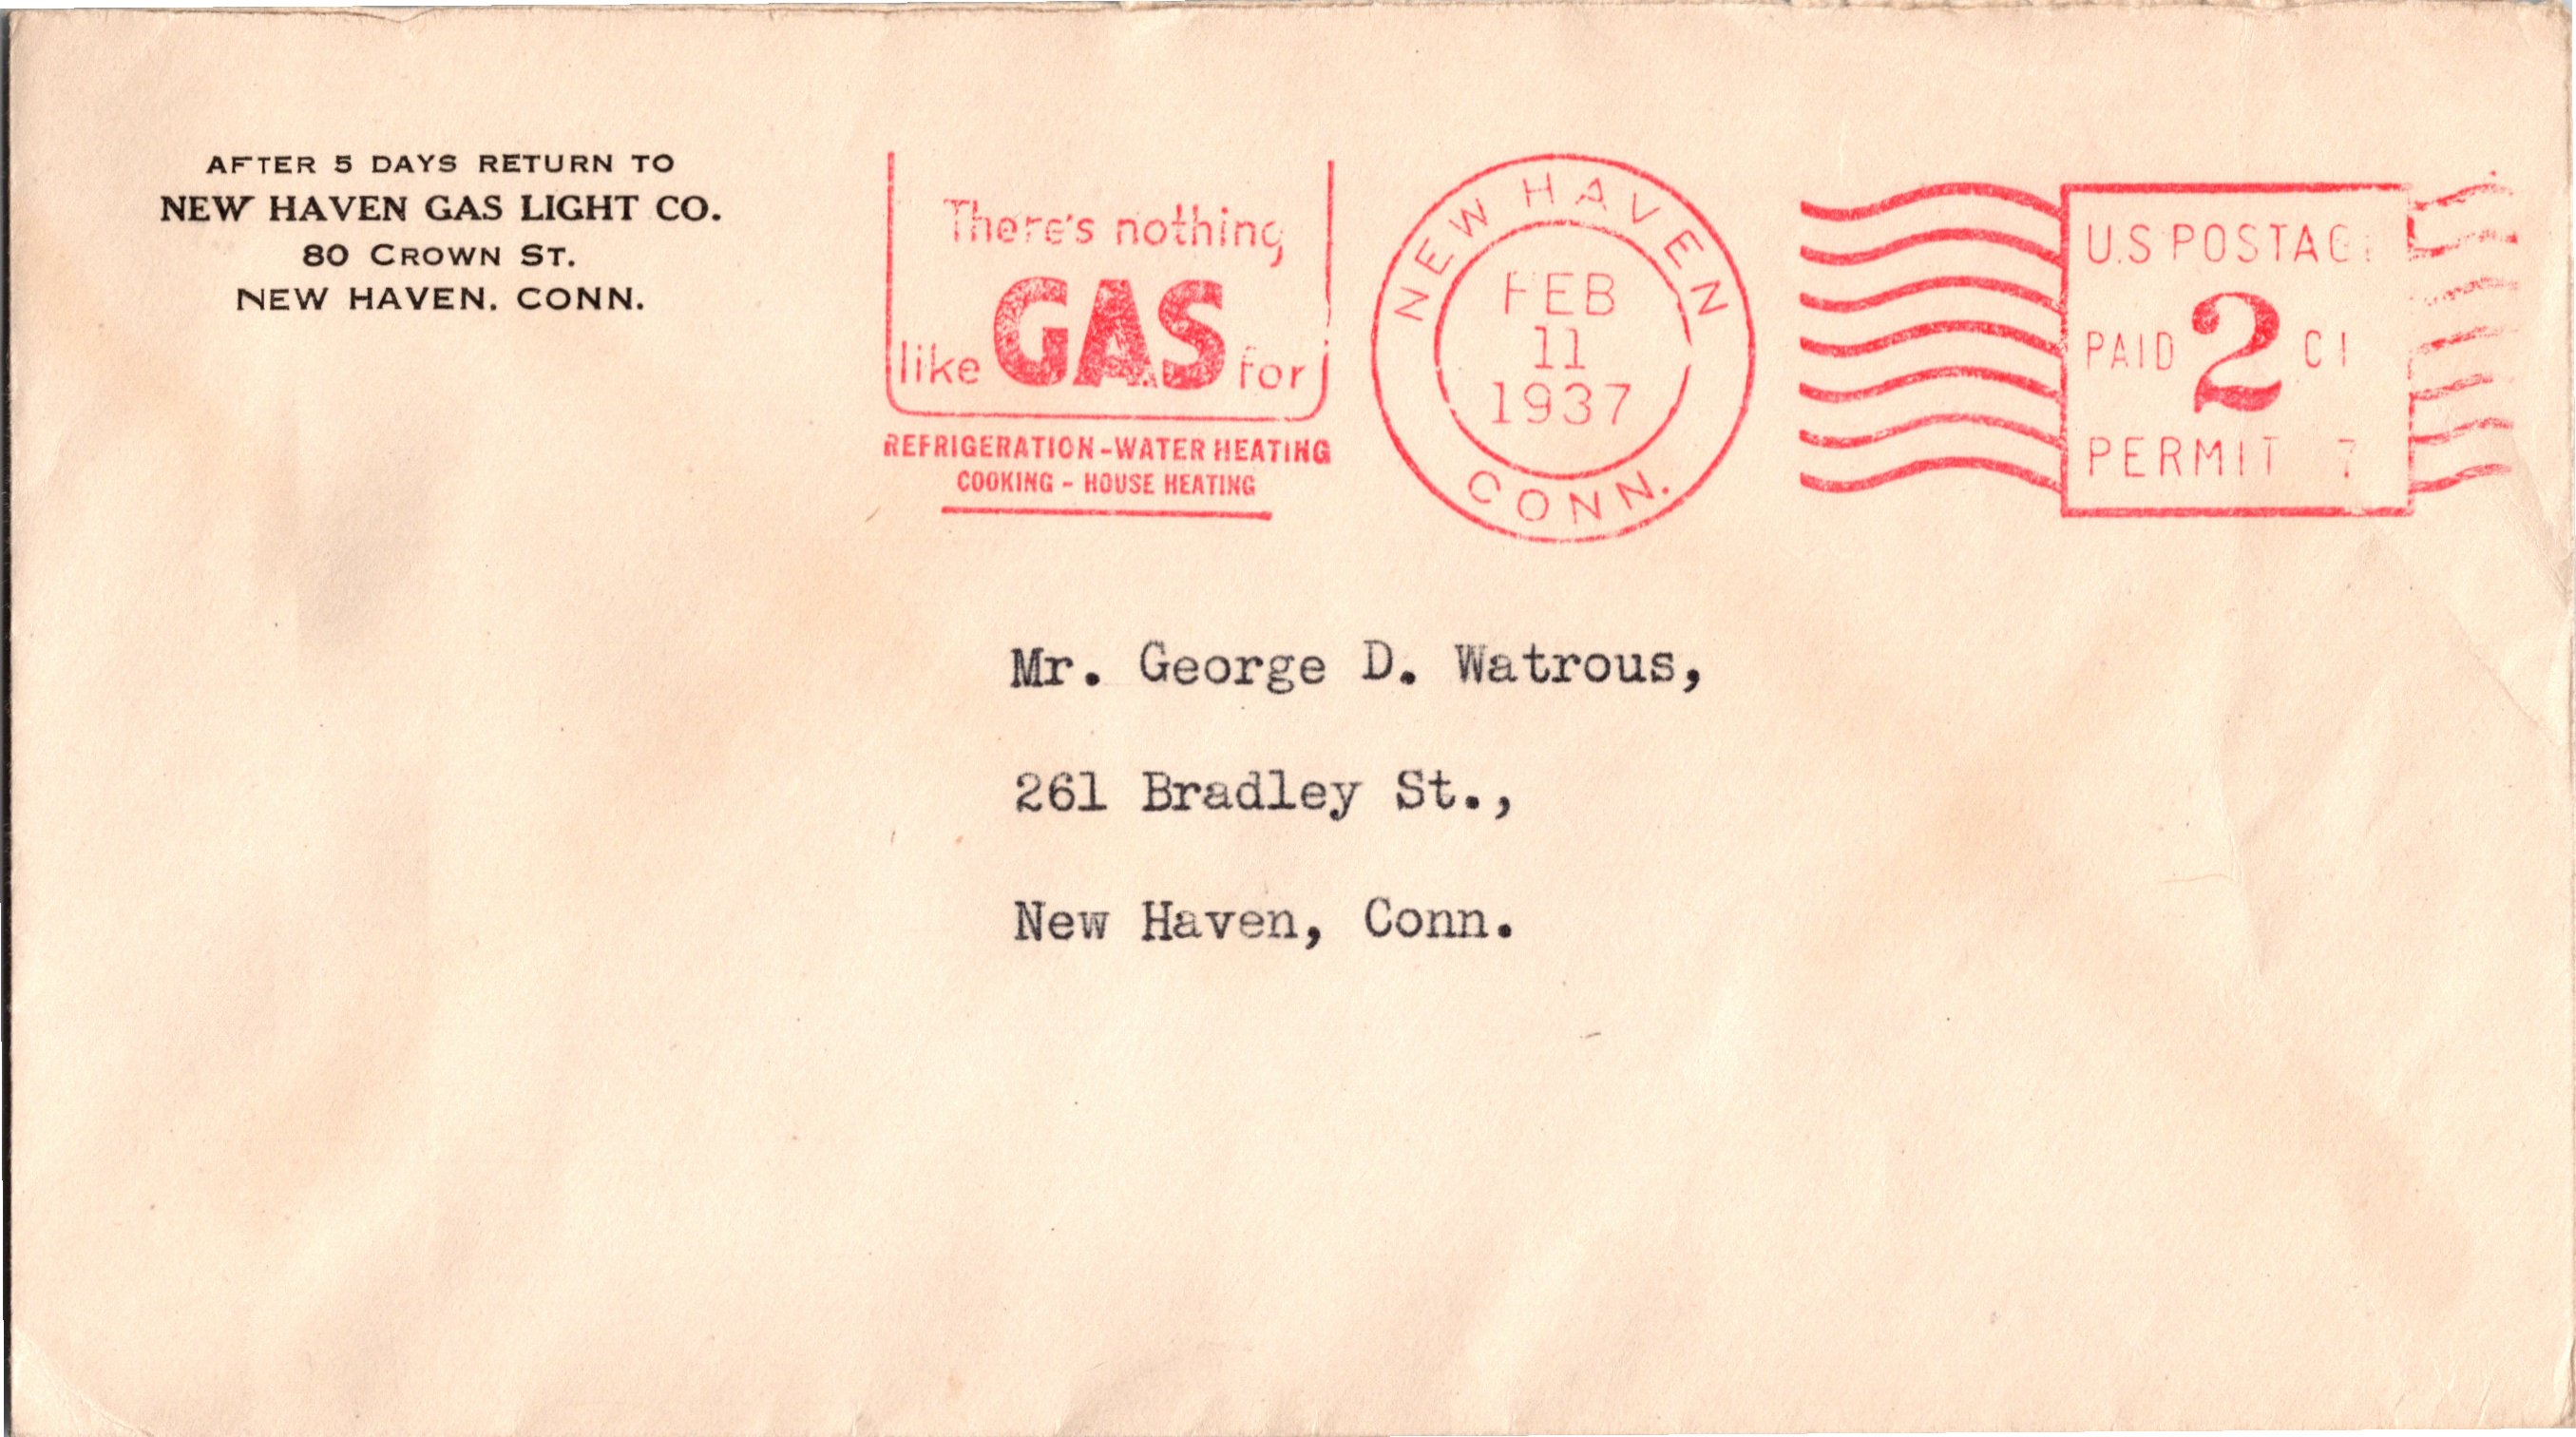 AFTER 5 DAYS RETURN TO
NEW HAVEN GAS LIGHT CO.
80 CROWN ST.
NEW HAVEN. CONN.
There's nothing
like GAS for
REFRIGERATION-WATER HEATING
COOKING - HOUSE HEATING
NEW HAVEN
FEB
11
1937
CONN.
U.S POSTAG
PAID 2 C
PERMIT 7
Mr. George D. Watrous,
261 Bradley St.,
New Haven, Conn.